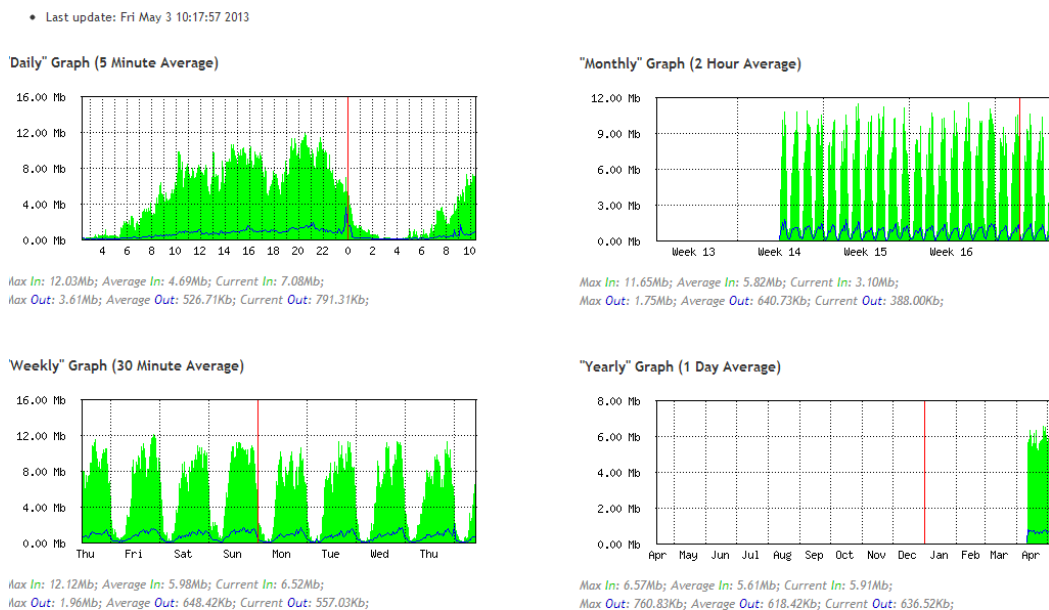 Last update: Fri May 3 10:17:57 2013
"Daily" Graph (5 Minute Average)
16.00 Mb
12.00 Mb
8.00 Mb
4.00 Mb
0.00 Mb
4 6 8 10 12 14 16 18 20 22 0 2 4 6 8 10
Max In: 12.03Mb; Average In: 4.69Mb; Current In: 7.08Mb;
Max Out: 3.61Mb; Average Out: 526.71Kb; Current Out: 791.31Kb;
"Monthly" Graph (2 Hour Average)
12.00 Mb
9.00 Mb
6.00 Mb
3.00 Mb
0.00 Mb
Week 13 Week 14 Week 15 Week 16
Max In: 11.65Mb; Average In: 5.82Mb; Current In: 3.10Mb;
Max Out: 1.75Mb; Average Out: 640.73Kb; Current Out: 388.00Kb;
"Weekly" Graph (30 Minute Average)
16.00 Mb
12.00 Mb
8.00 Mb
4.00 Mb
0.00 Mb
Thu Fri Sat Sun Mon Tue Wed Thu
Max In: 12.12Mb; Average In: 5.98Mb; Current In: 6.52Mb;
Max Out: 1.96Mb; Average Out: 648.42Kb; Current Out: 557.03Kb;
"Yearly" Graph (1 Day Average)
8.00 Mb
6.00 Mb
4.00 Mb
2.00 Mb
0.00 Mb
Apr May Jun Jul Aug Sep Oct Nov Dec Jan Feb Mar Apr
Max In: 6.57Mb; Average In: 5.61Mb; Current In: 5.91Mb;
Max Out: 760.83Kb; Average Out: 618.42Kb; Current Out: 636.52Kb;